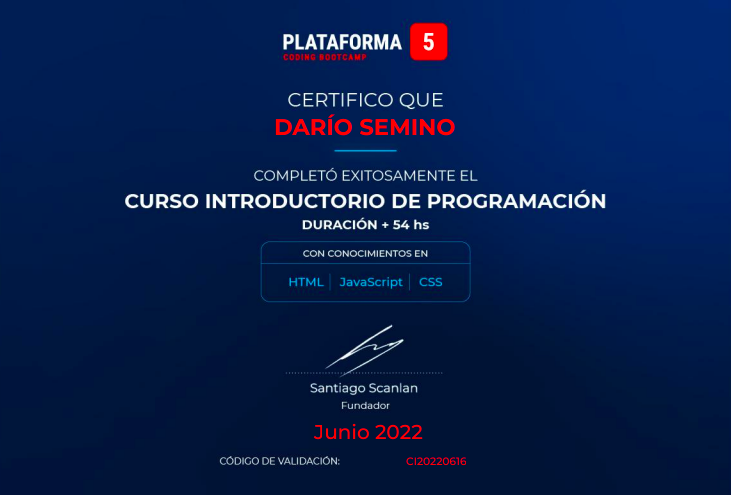 PLATAFORMA 5
CODING BOOTCAMP
CERTIFICO QUE
DARÍO SEMINO
COMPLETÓ EXITOSAMENTE EL
CURSO INTRODUCTORIO DE PROGRAMACIÓN
DURACIÓN + 54 hs
CON CONOCIMIENTOS EN
HTML JavaScript CSS
Santiago Scanlan
Fundador
Junio 2022
CÓDIGO DE VALIDACIÓN: CI20220616